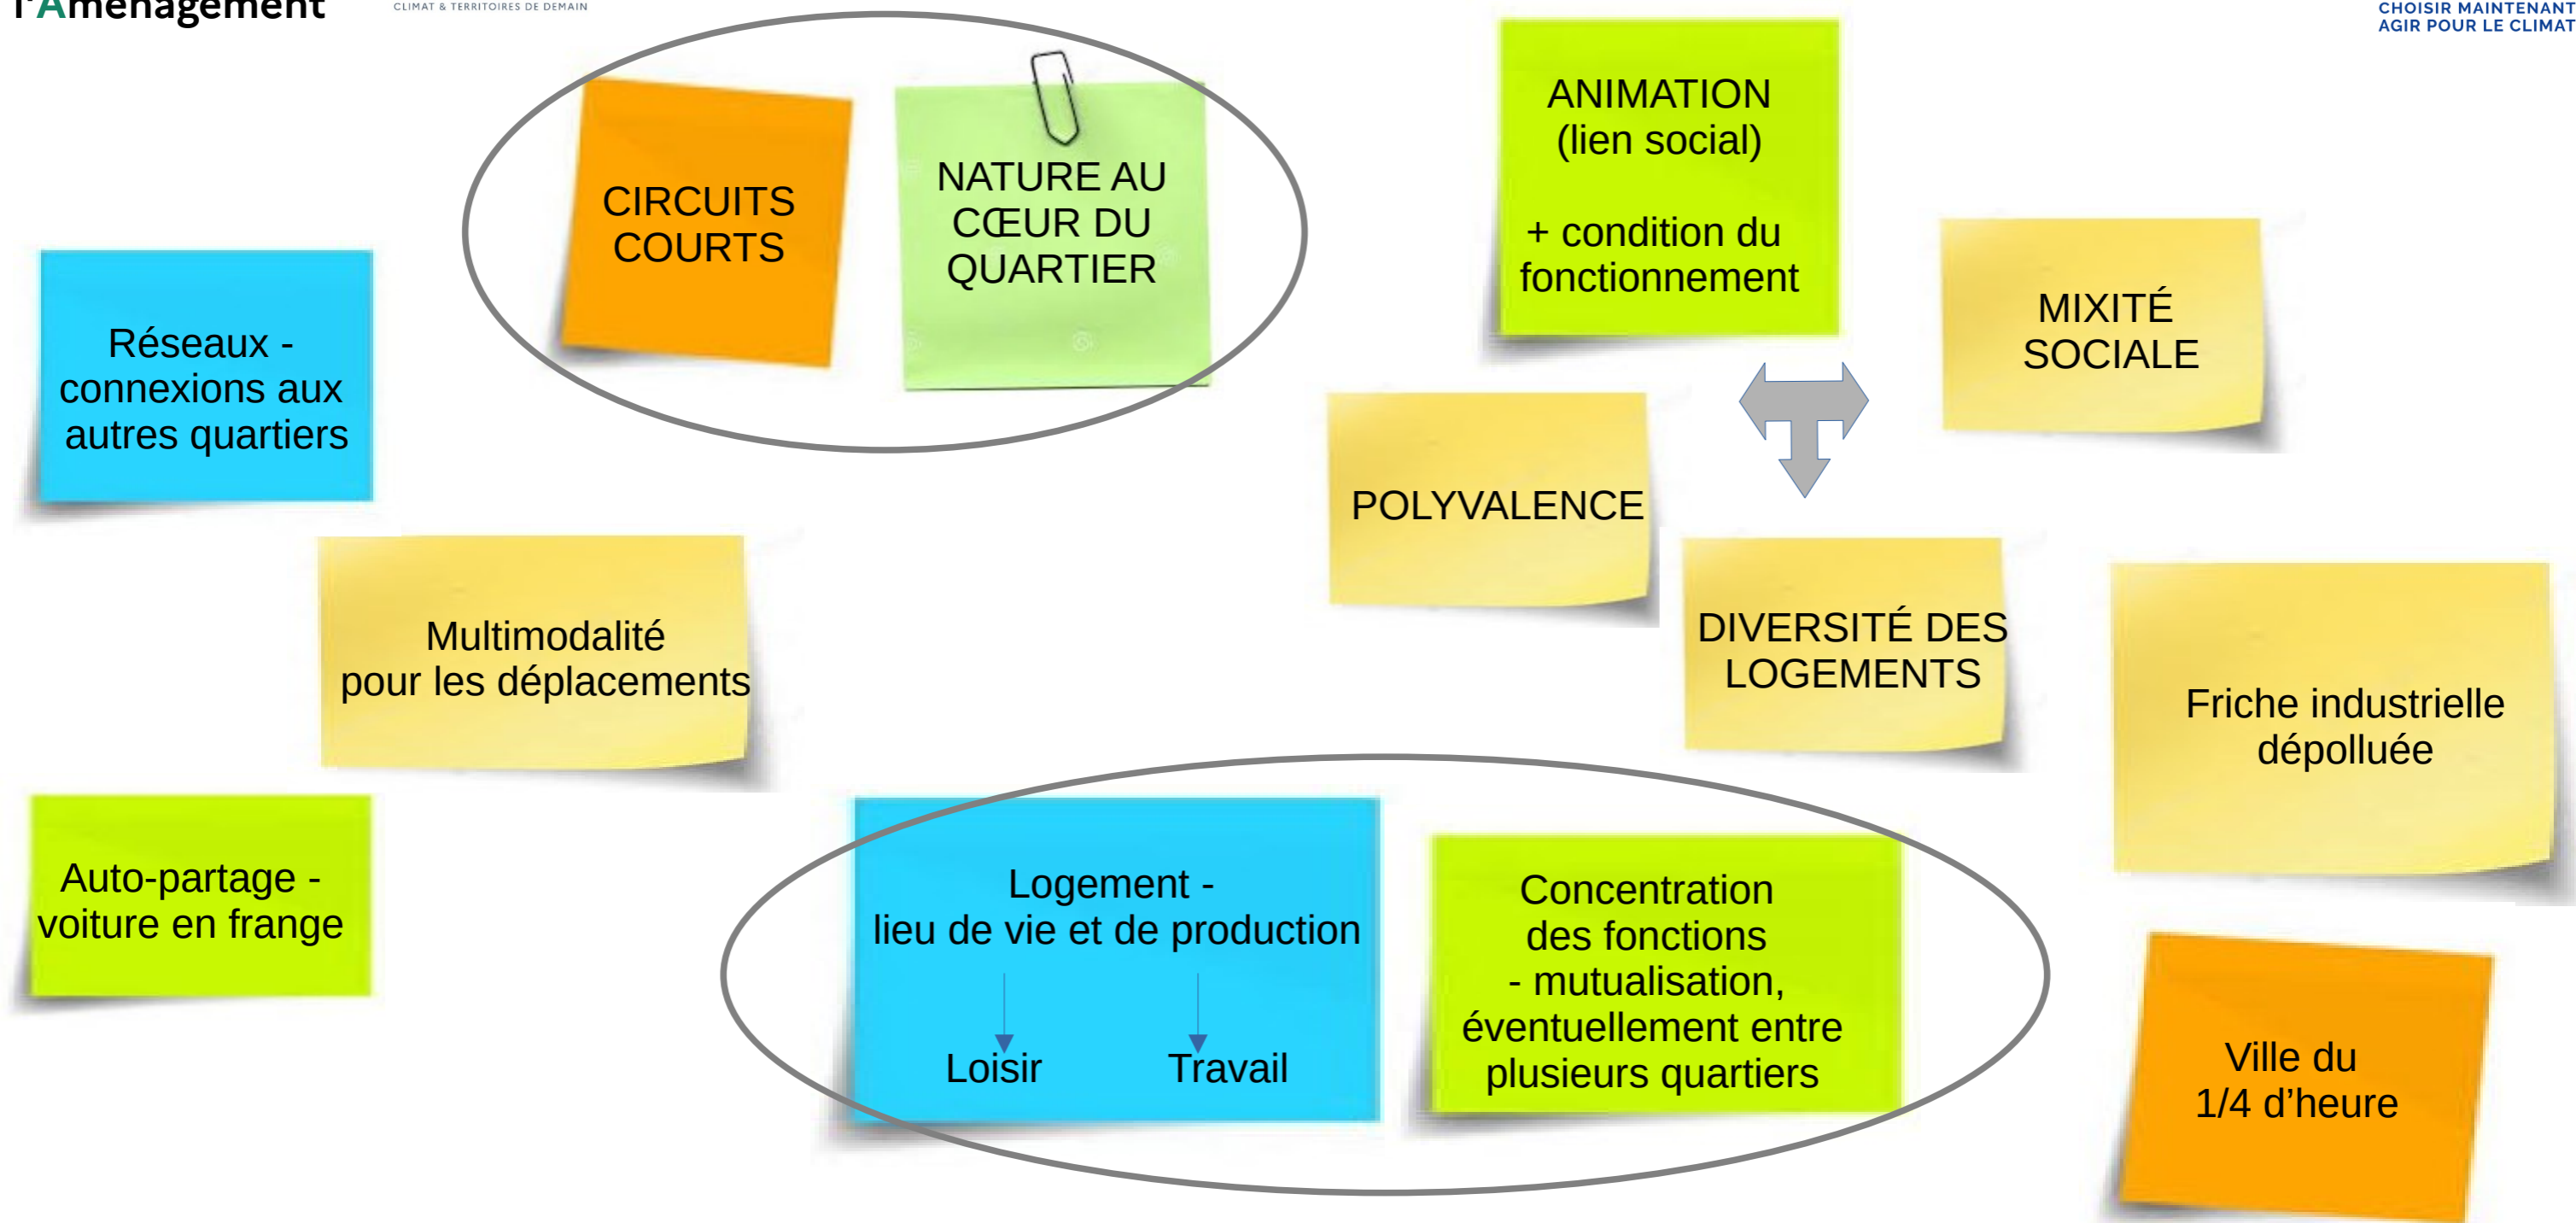 l'Aménagement
CLIMAT & TERRITOIRES DE DEMAIN
CHOISIR MAINTENANT
AGIR POUR LE CLIMAT
CIRCUITS
COURTS
NATURE AU
CŒUR DU
QUARTIER
ANIMATION
(lien social)
+ condition du
fonctionnement
MIXITÉ
SOCIALE
Réseaux -
connexions aux
autres quartiers
POLYVALENCE
Multimodalité
pour les déplacements
DIVERSITÉ DES
LOGEMENTS
Friche industrielle
dépolluée
Auto-partage -
voiture en frange
Logement -
lieu de vie et de production
Loisir
Travail
Concentration
des fonctions
- mutualisation,
éventuellement entre
plusieurs quartiers
Ville du
1/4 d’heure